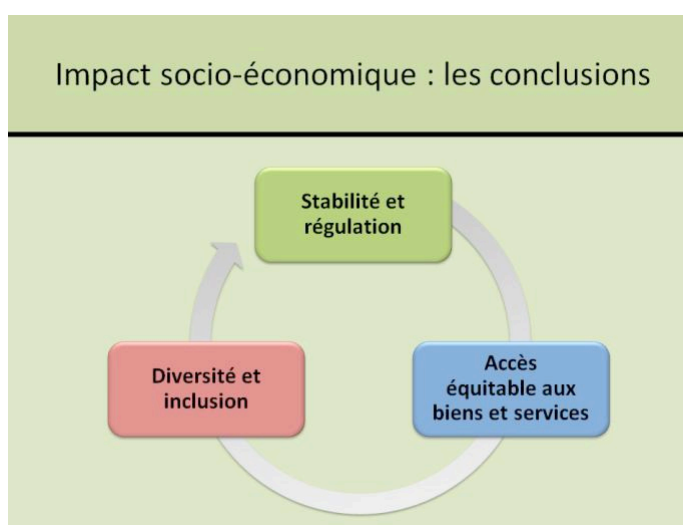 Impact socio-économique : les conclusions
Stabilité et
régulation
Accès
équitable aux
biens et services
Diversité et
inclusion